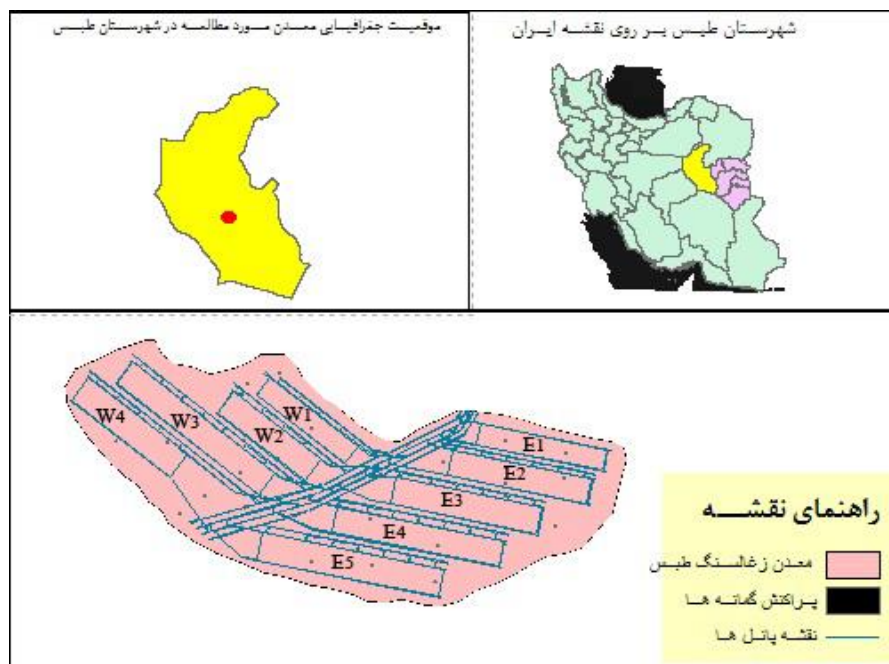 شهرستان طبس بر روی نقشه ایران
موقعیت جغرافیایی معدن مورد مطالعه در شهرستان طبس
W1
W2
W3
W4
E1
E2
E3
E4
E5
راهنمای نقشه
معدن زغالسنگ طبس
پراکنش گمانه ها
نقشه پانل ها